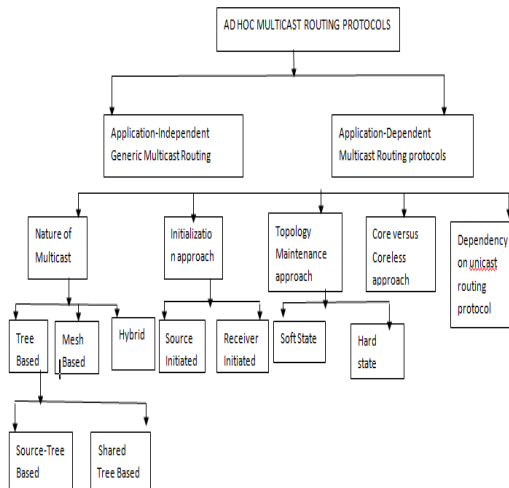 AD HOC MULTICAST ROUTING PROTOCOLS
Application-Independent
Generic Multicast Routing
Application-Dependent
Multicast Routing protocols
Nature of
Multicast
Initializatio
n approach
Topology
Maintenance
approach
Core versus
Coreless
approach
Dependency
on unicast
routing
protocol
Tree
Based
Mesh
Based
Hybrid
Source
Initiated
Receiver
Initiated
Soft State
Hard
state
Source-Tree
Based
Shared
Tree Based